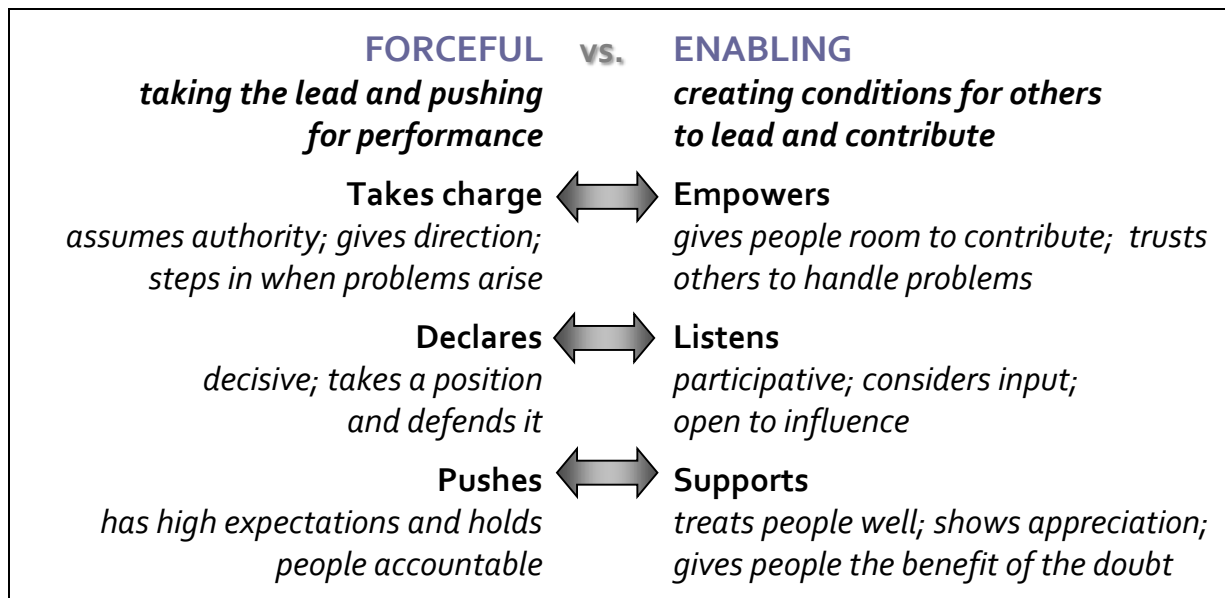 FORCEFUL vs. ENABLING
taking the lead and pushing creating conditions for others
for performance to lead and contribute
Takes charge Empowers
assumes authority; gives direction; gives people room to contribute; trusts
steps in when problems arise others to handle problems
Declares Listens
decisive; takes a position participative; considers input;
and defends it open to influence
Pushes Supports
has high expectations and holds treats people well; shows appreciation;
people accountable gives people the benefit of the doubt